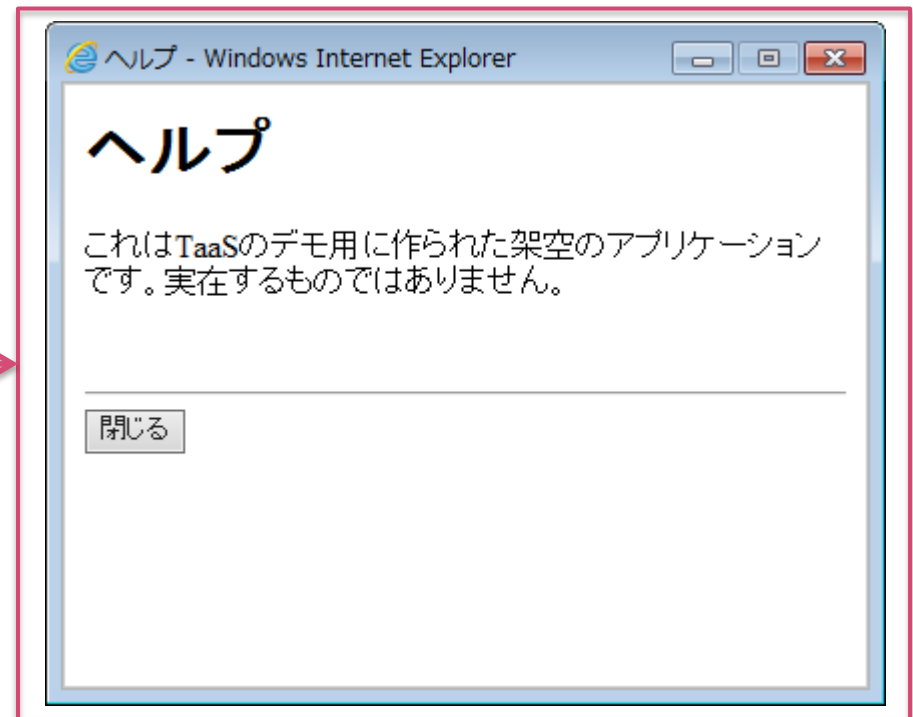 ヘルプ - Windows Internet Explorer
ヘルプ
これはTaaSのデモ用に作られた架空のアプリケーション
です。実在するものではありません。
閉じる